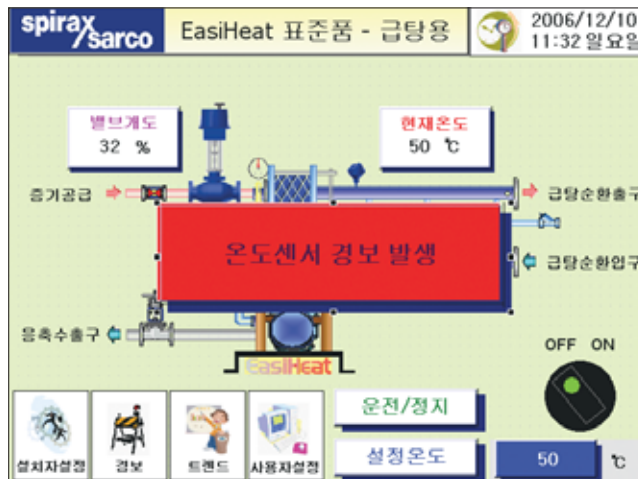 spirax sarco
EasiHeat 표준품 - 급탕용
2006/12/10
11:32 일요일
밸브개도
32 %
현재온도
50 ℃
증기공급
급탕순환출구
온도센서 경보 발생
급탕순환입구
응축수출구
EasiHeat
OFF ON
운전/정지
설치자설정
경보
트렌드
사용자설정
설정온도
50 ℃